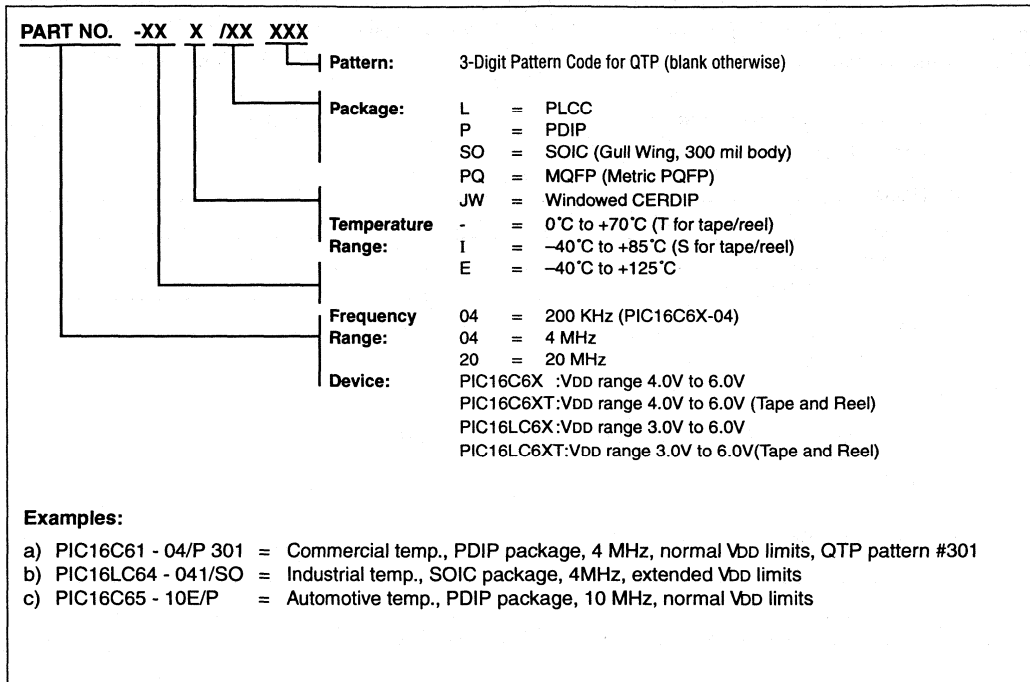 PART NO. -XX X /XX XXX
Pattern: 3-Digit Pattern Code for QTP (blank otherwise)
Package: L = PLCC
P = PDIP
SO = SOIC (Gull Wing, 300 mil body)
PQ = MQFP (Metric PQFP)
JW = Windowed CERDIP
Temperature - = 0°C to +70°C (T for tape/reel)
Range: I = –40°C to +85°C (S for tape/reel)
E = –40°C to +125°C
Frequency 04 = 200 KHz (PIC16C6X-04)
Range: 04 = 4 MHz
20 = 20 MHz
Device: PIC16C6X :VDD range 4.0V to 6.0V
PIC16C6XT:VDD range 4.0V to 6.0V (Tape and Reel)
PIC16LC6X:VDD range 3.0V to 6.0V
PIC16LC6XT:VDD range 3.0V to 6.0V(Tape and Reel)
Examples:
a) PIC16C61 - 04/P 301 = Commercial temp., PDIP package, 4 MHz, normal VDD limits, QTP pattern #301
b) PIC16LC64 - 041/SO = Industrial temp., SOIC package, 4MHz, extended VDD limits
c) PIC16C65 - 10E/P = Automotive temp., PDIP package, 10 MHz, normal VDD limits